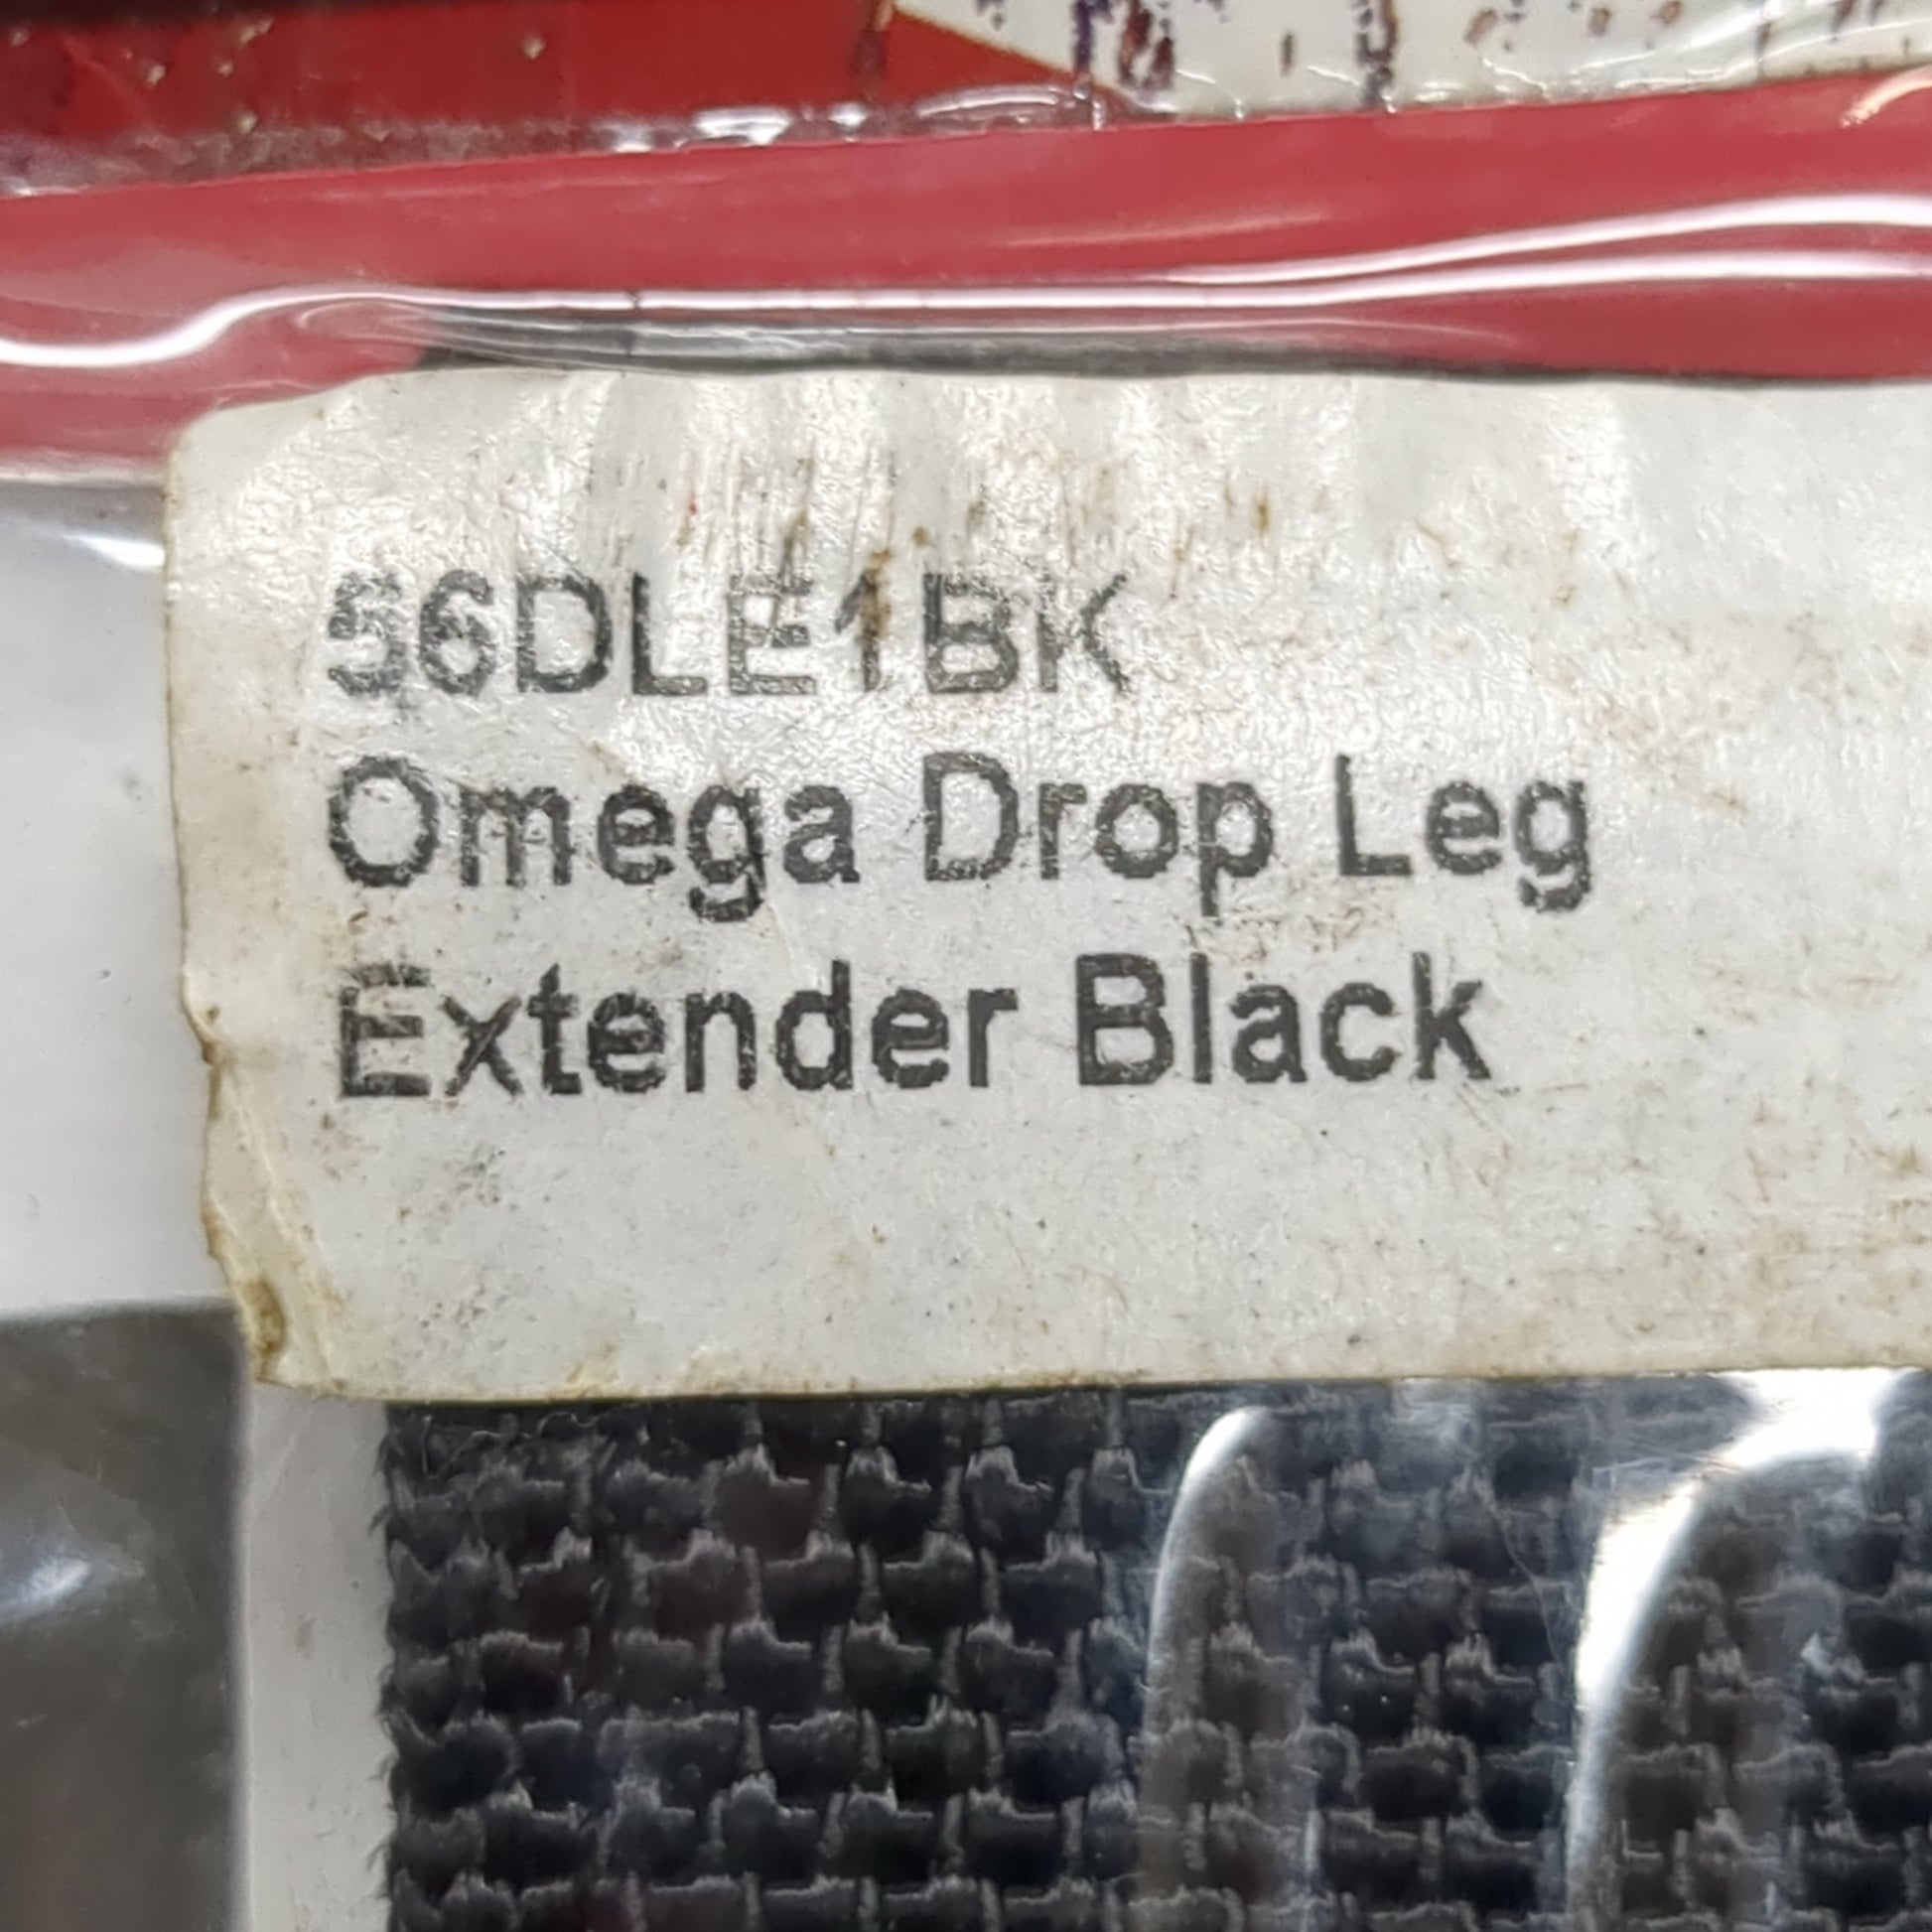 56DLE1BK
Omega Drop Leg
Extender Black